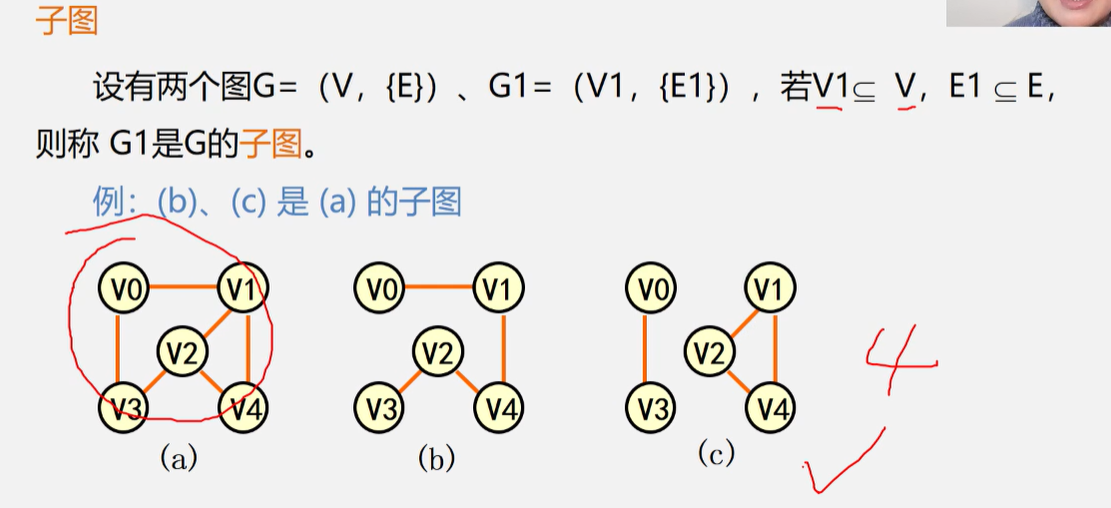 子图
设有两个图G=（V，{E}）、G1=（V1，{E1}），若V1⊆ V，E1 ⊆ E，
则称 G1是G的子图。
例：(b)、(c) 是 (a) 的子图
V0 V1 V0 V1 V0 V1
V2 V2 V2
V3 V4 V3 V4 V3 V4
(a) (b) (c)
4